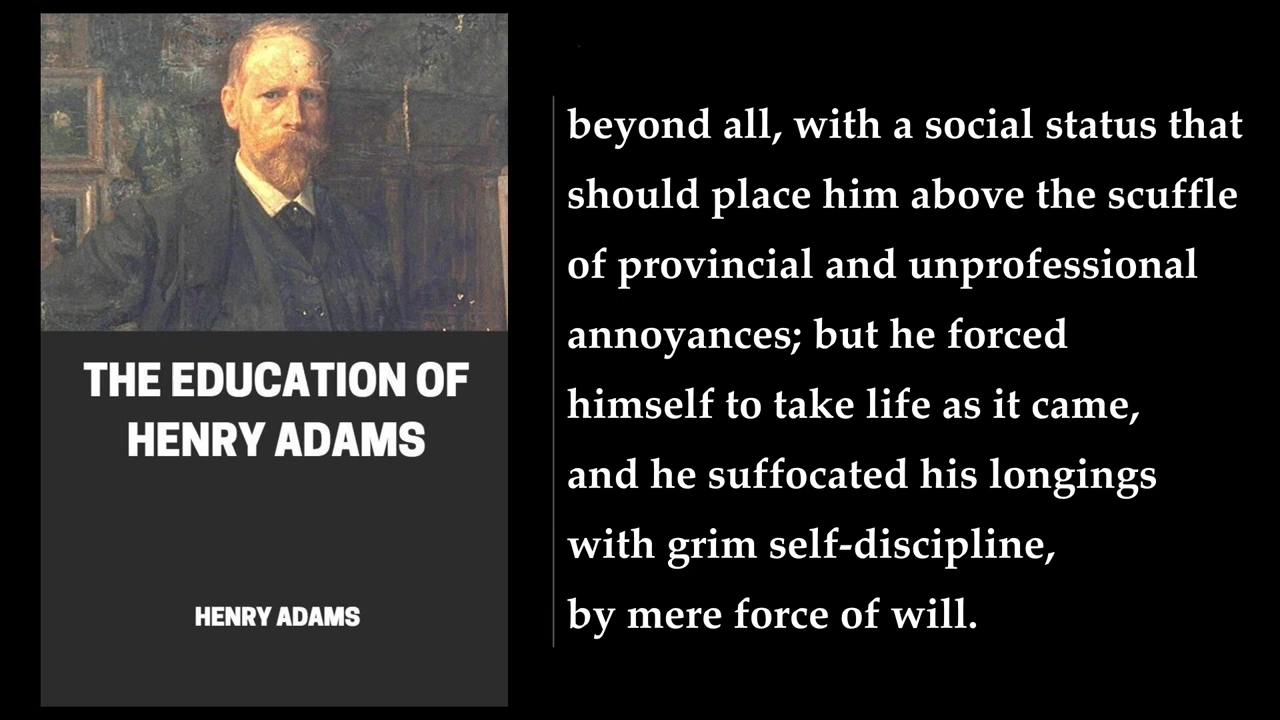 THE EDUCATION OF
HENRY ADAMS
HENRY ADAMS
beyond all, with a social status that
should place him above the scuffle
of provincial and unprofessional
annoyances; but he forced
himself to take life as it came,
and he suffocated his longings
with grim self-discipline,
by mere force of will.